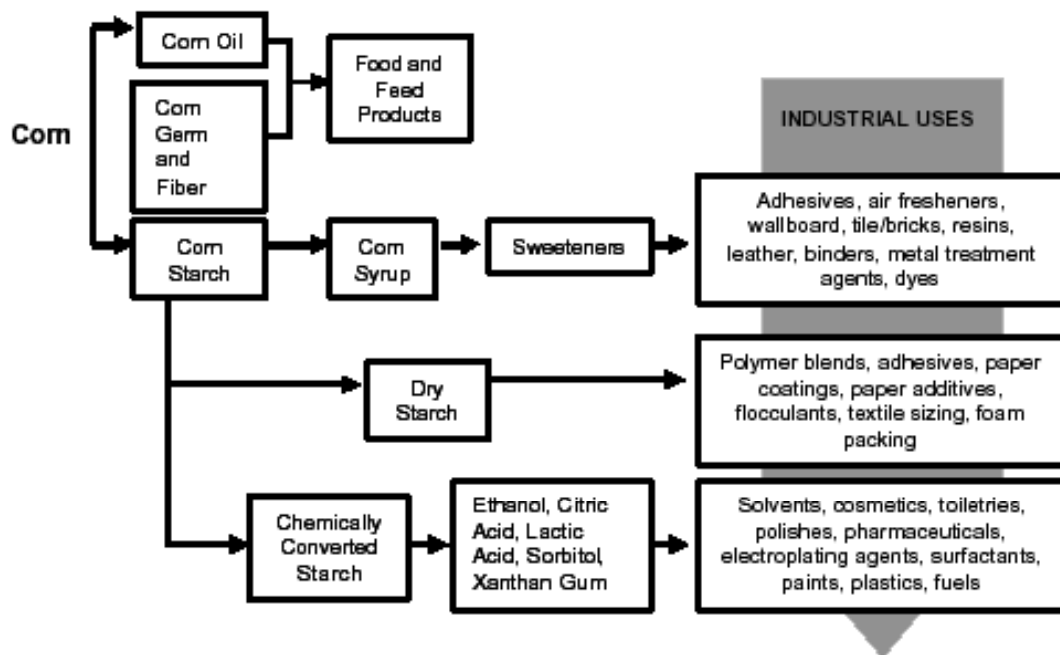 Corn
Corn Oil
Corn
Germ
and
Fiber
Food and
Feed
Products
INDUSTRIAL USES
Corn
Starch
Corn
Syrup
Sweeteners
Adhesives, air fresheners,
wallboard, tile/bricks, resins,
leather, binders, metal treatment
agents, dyes
Dry
Starch
Polymer blends, adhesives, paper
coatings, paper additives,
flocculants, textile sizing, foam
packing
Chemically
Converted
Starch
Ethanol, Citric
Acid, Lactic
Acid, Sorbitol,
Xanthan Gum
Solvents, cosmetics, toiletries,
polishes, pharmaceuticals,
electroplating agents, surfactants,
paints, plastics, fuels